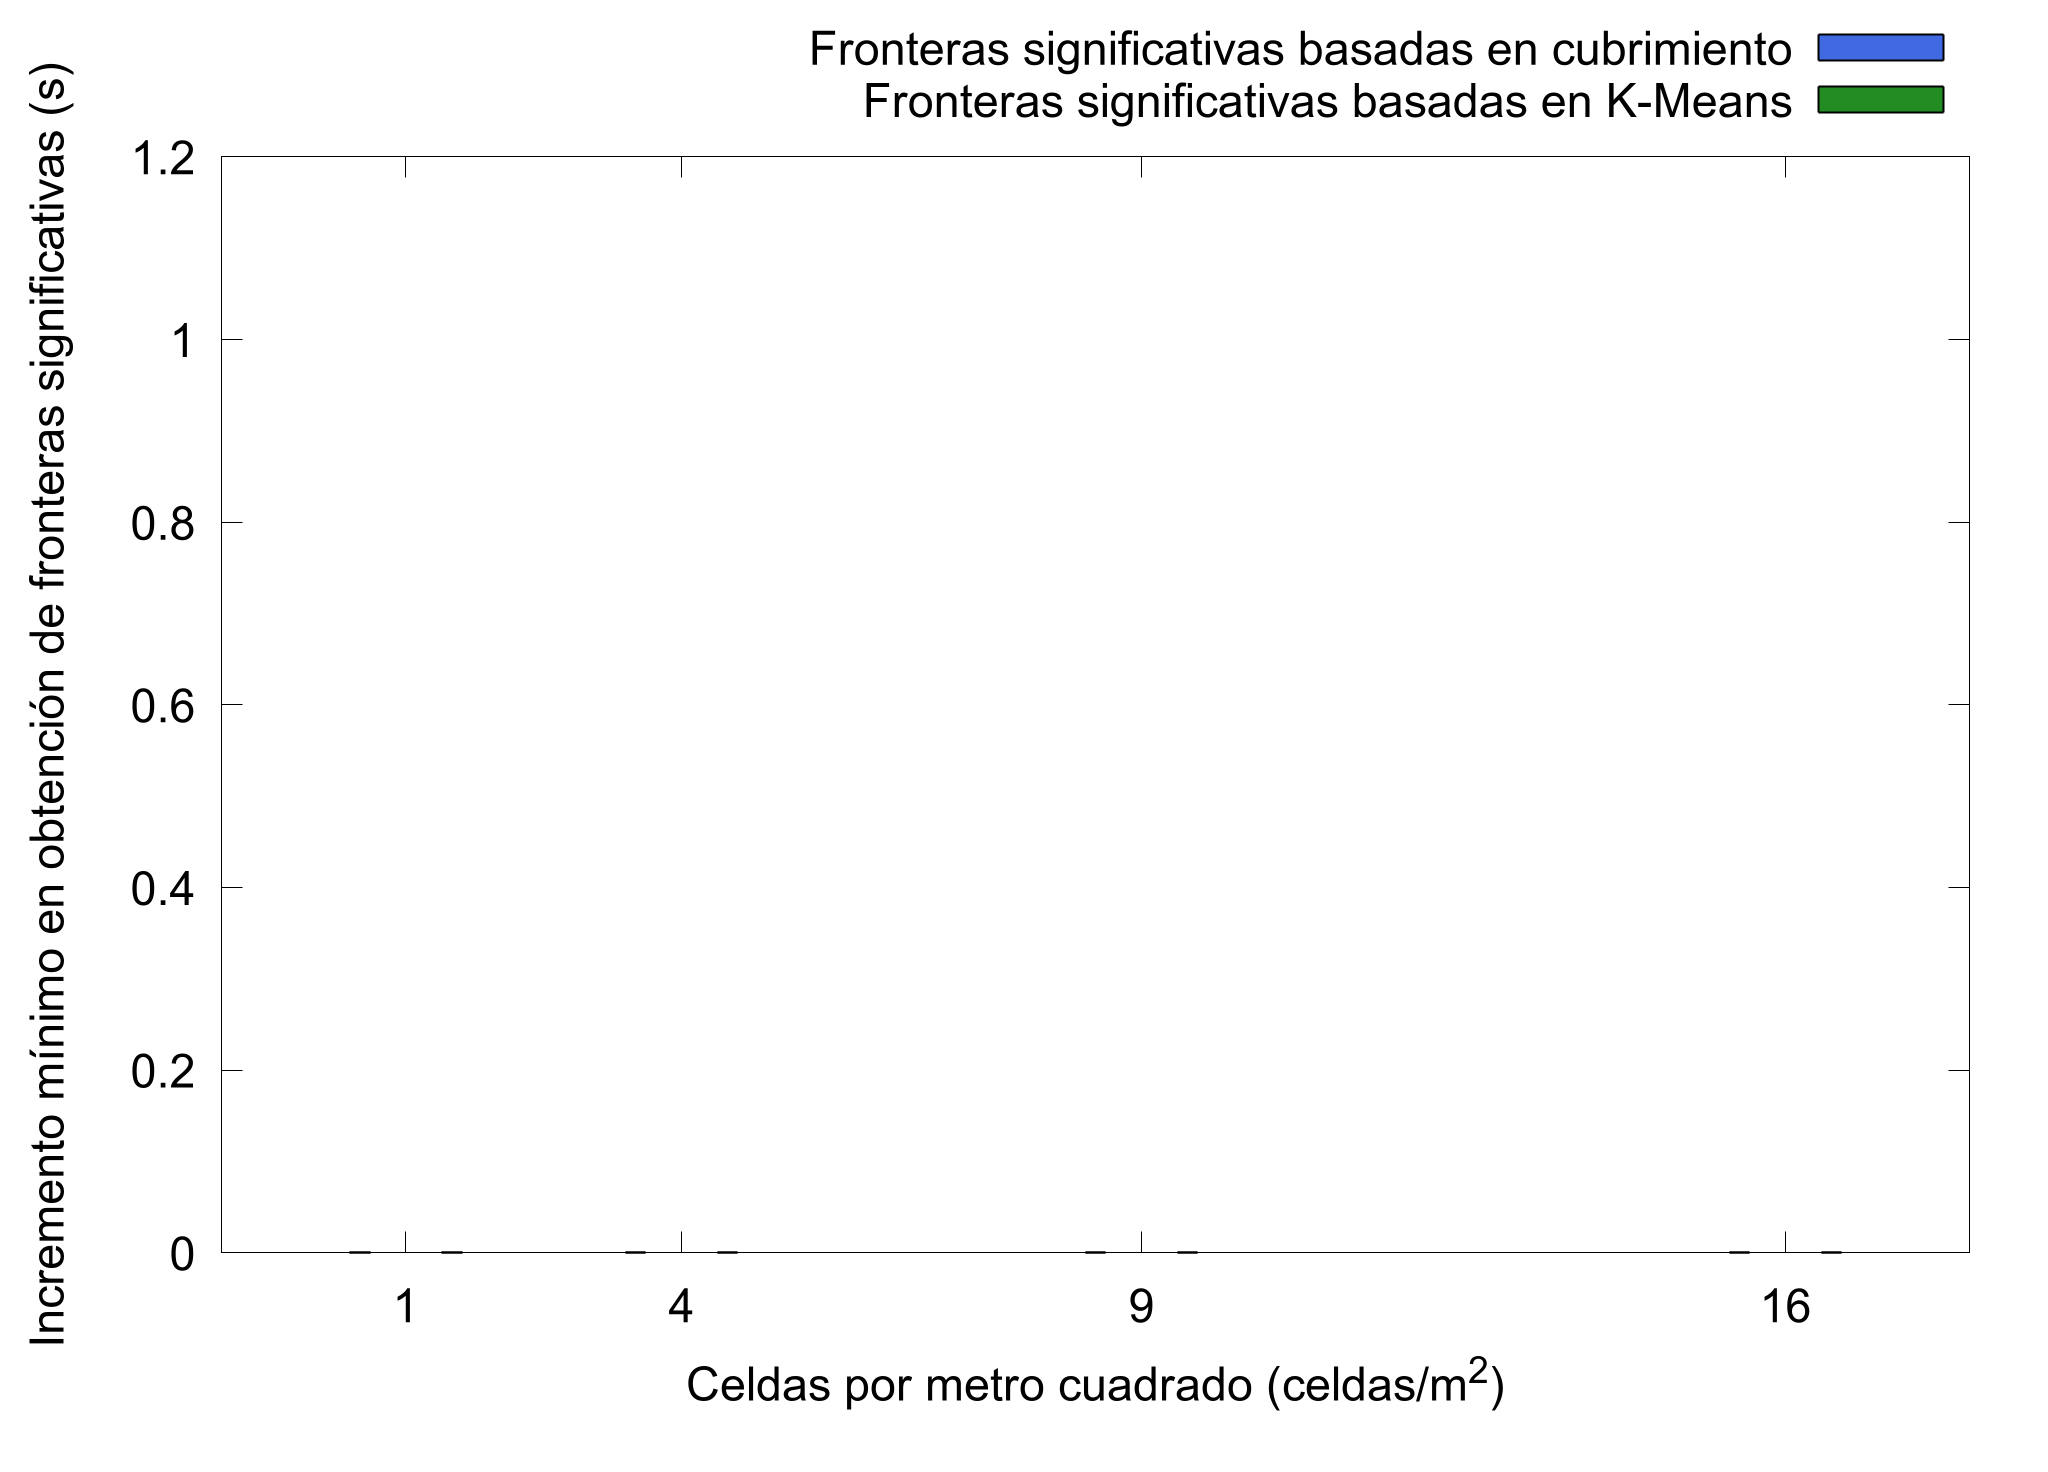 Fronteras significativas basadas en cubrimiento
Fronteras significativas basadas en K-Means
Incremento mínimo en obtención de fronteras significativas (s)
1.2
1
0.8
0.6
0.4
0.2
0
1 4 9 16
Celdas por metro cuadrado (celdas/m²)